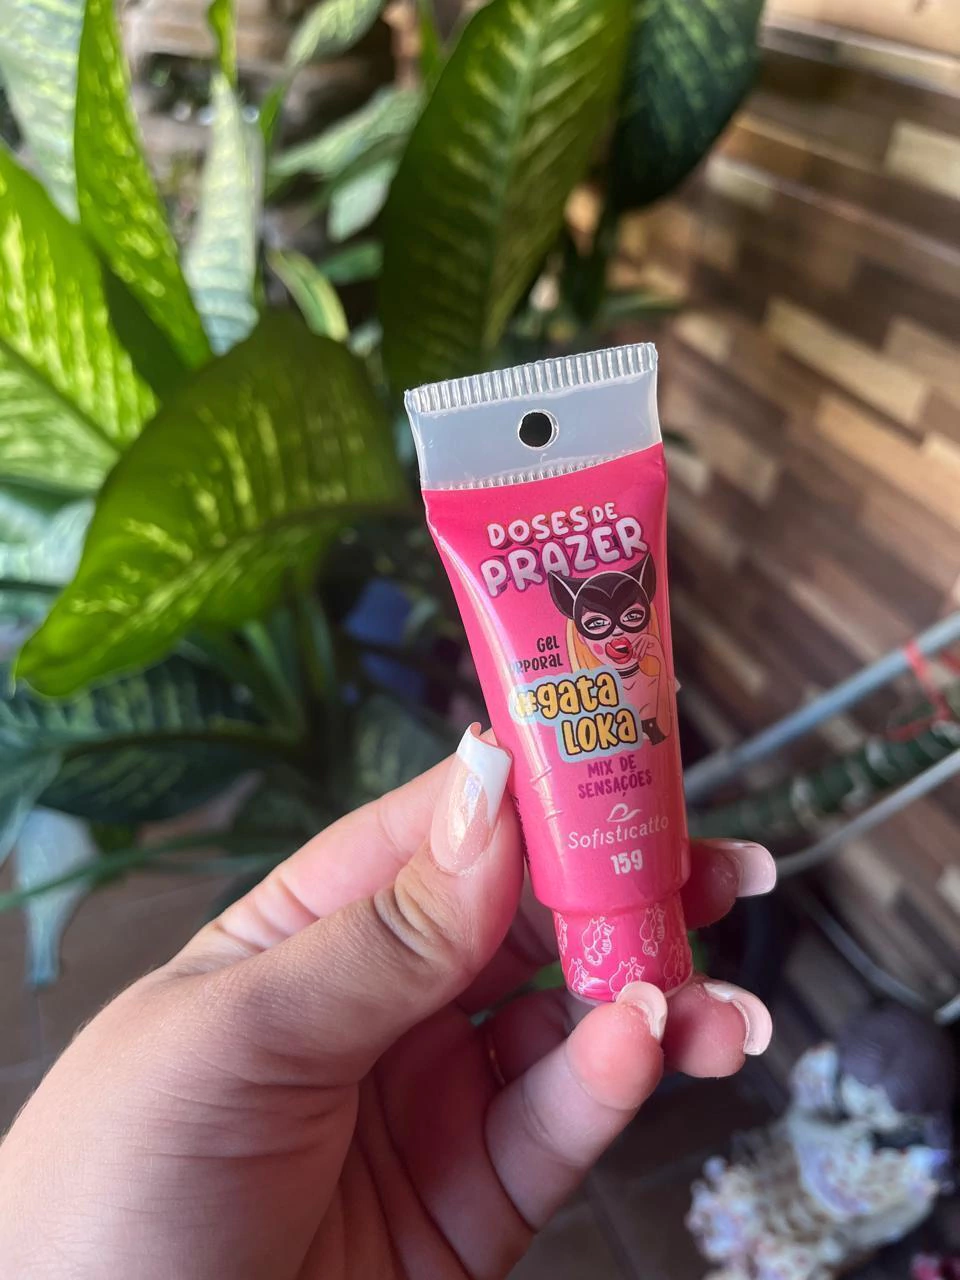 DOSES DE
PRAZER
GEL
#gata
LOKa
MIX DE
SENSAÇÕES
Sofisticatto
15g